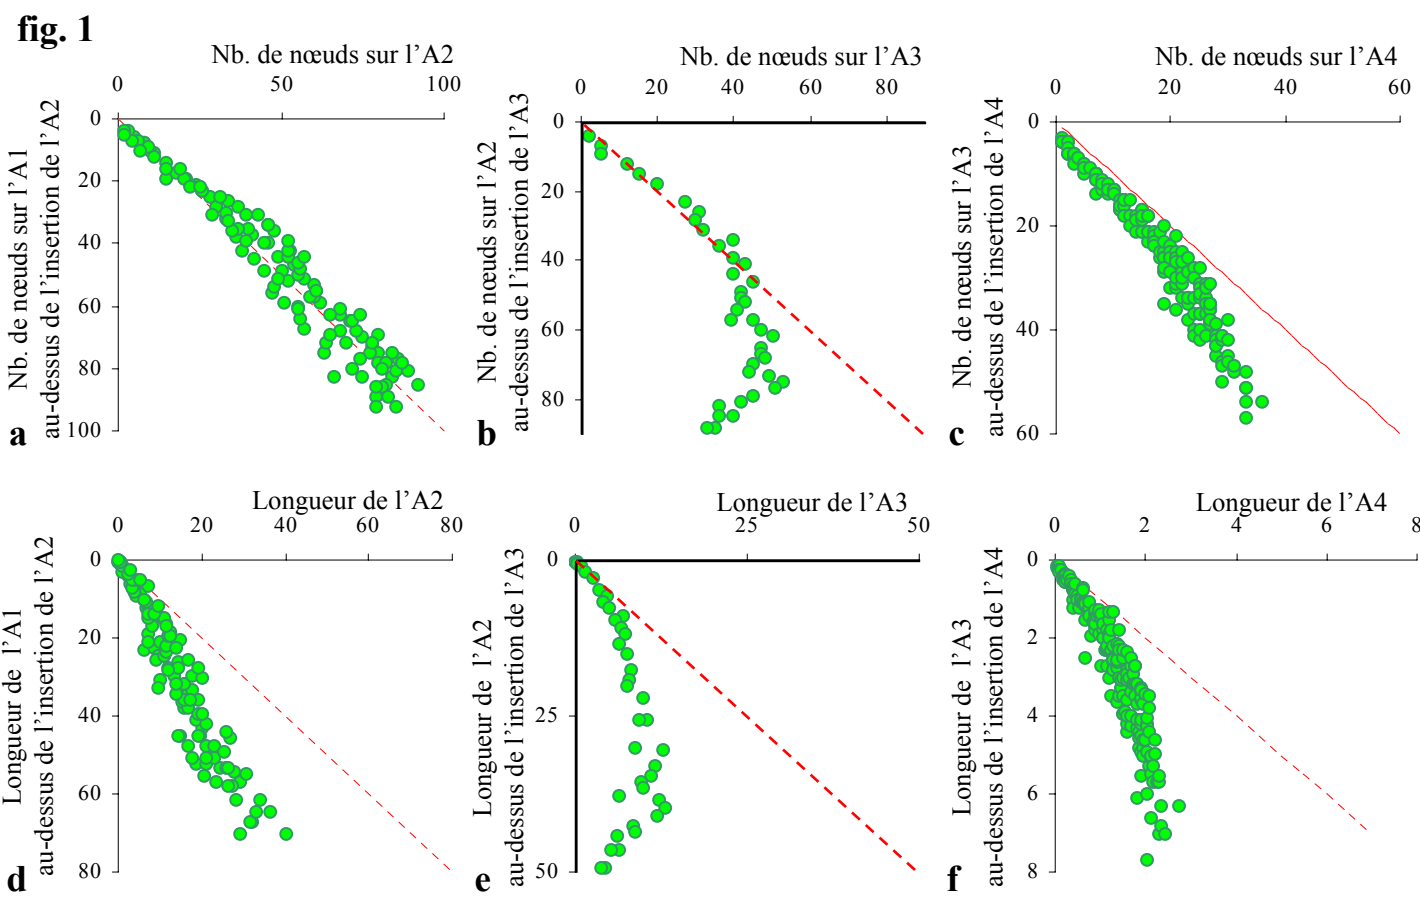 fig. 1
Nb. de nœuds sur l’A2
0 50 100
Nb. de nœuds sur l’A1
au-dessus de l’insertion de l’A2
0
20
40
60
80
100
a
Nb. de nœuds sur l’A3
0 20 40 60 80
Nb. de nœuds sur l’A2
au-dessus de l’insertion de l’A3
0
20
40
60
80
b
Nb. de nœuds sur l’A4
0 20 40 60
Nb. de nœuds sur l’A3
au-dessus de l’insertion de l’A4
0
20
40
60
c
Longueur de l’A2
0 20 40 60 80
Longueur de l’A1
au-dessus de l’insertion de l’A2
0
20
40
60
80
d
Longueur de l’A3
0 25 50
Longueur de l’A2
au-dessus de l’insertion de l’A3
0
25
50
e
Longueur de l’A4
0 2 4 6 8
Longueur de l’A3
au-dessus de l’insertion de l’A4
0
2
4
6
8
f